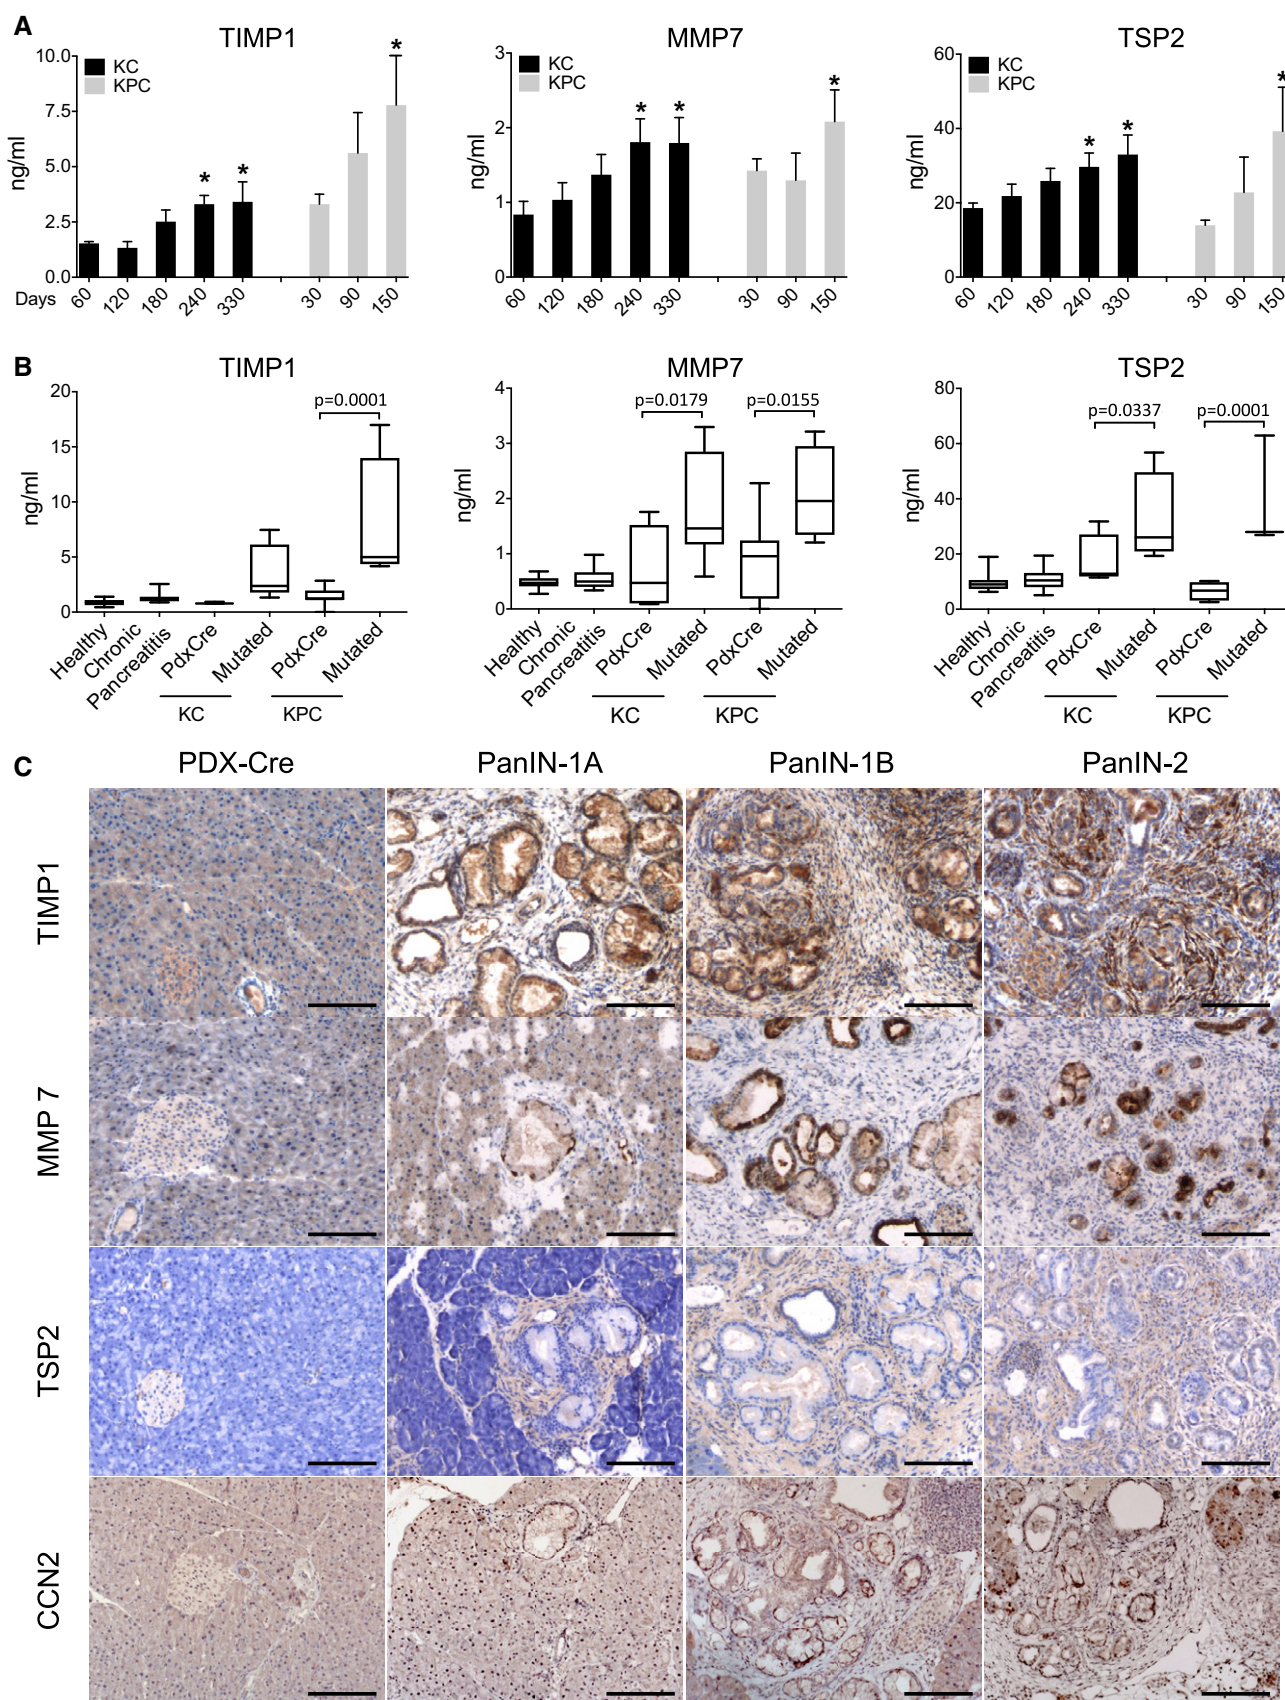 A
TIMP1
MMP7
TSP2
KC
KPC
KC
KPC
KC
KPC
ng/ml
10.0
7.5
5.0
2.5
0.0
* * *
ng/ml
3
2
1
0
* * *
ng/ml
60
40
20
0
* * *
Days 60 120 180 240 330 30 90 150
60 120 180 240 330 30 90 150
60 120 180 240 330 30 90 150
B
TIMP1
MMP7
TSP2
ng/ml
20
15
10
5
0
p=0.0001
ng/ml
4
3
2
1
0
p=0.0179
p=0.0155
ng/ml
80
60
40
20
0
p=0.0337
p=0.0001
Healthy
Chronic
Pancreatitis
PdxCre
Mutated
PdxCre
Mutated
KC
KPC
Healthy
Chronic
Pancreatitis
PdxCre
Mutated
PdxCre
Mutated
KC
KPC
Healthy
Chronic
Pancreatitis
PdxCre
Mutated
PdxCre
Mutated
KC
KPC
C
PDX-Cre
PanIN-1A
PanIN-1B
PanIN-2
TIMP1
MMP 7
TSP2
CCN2